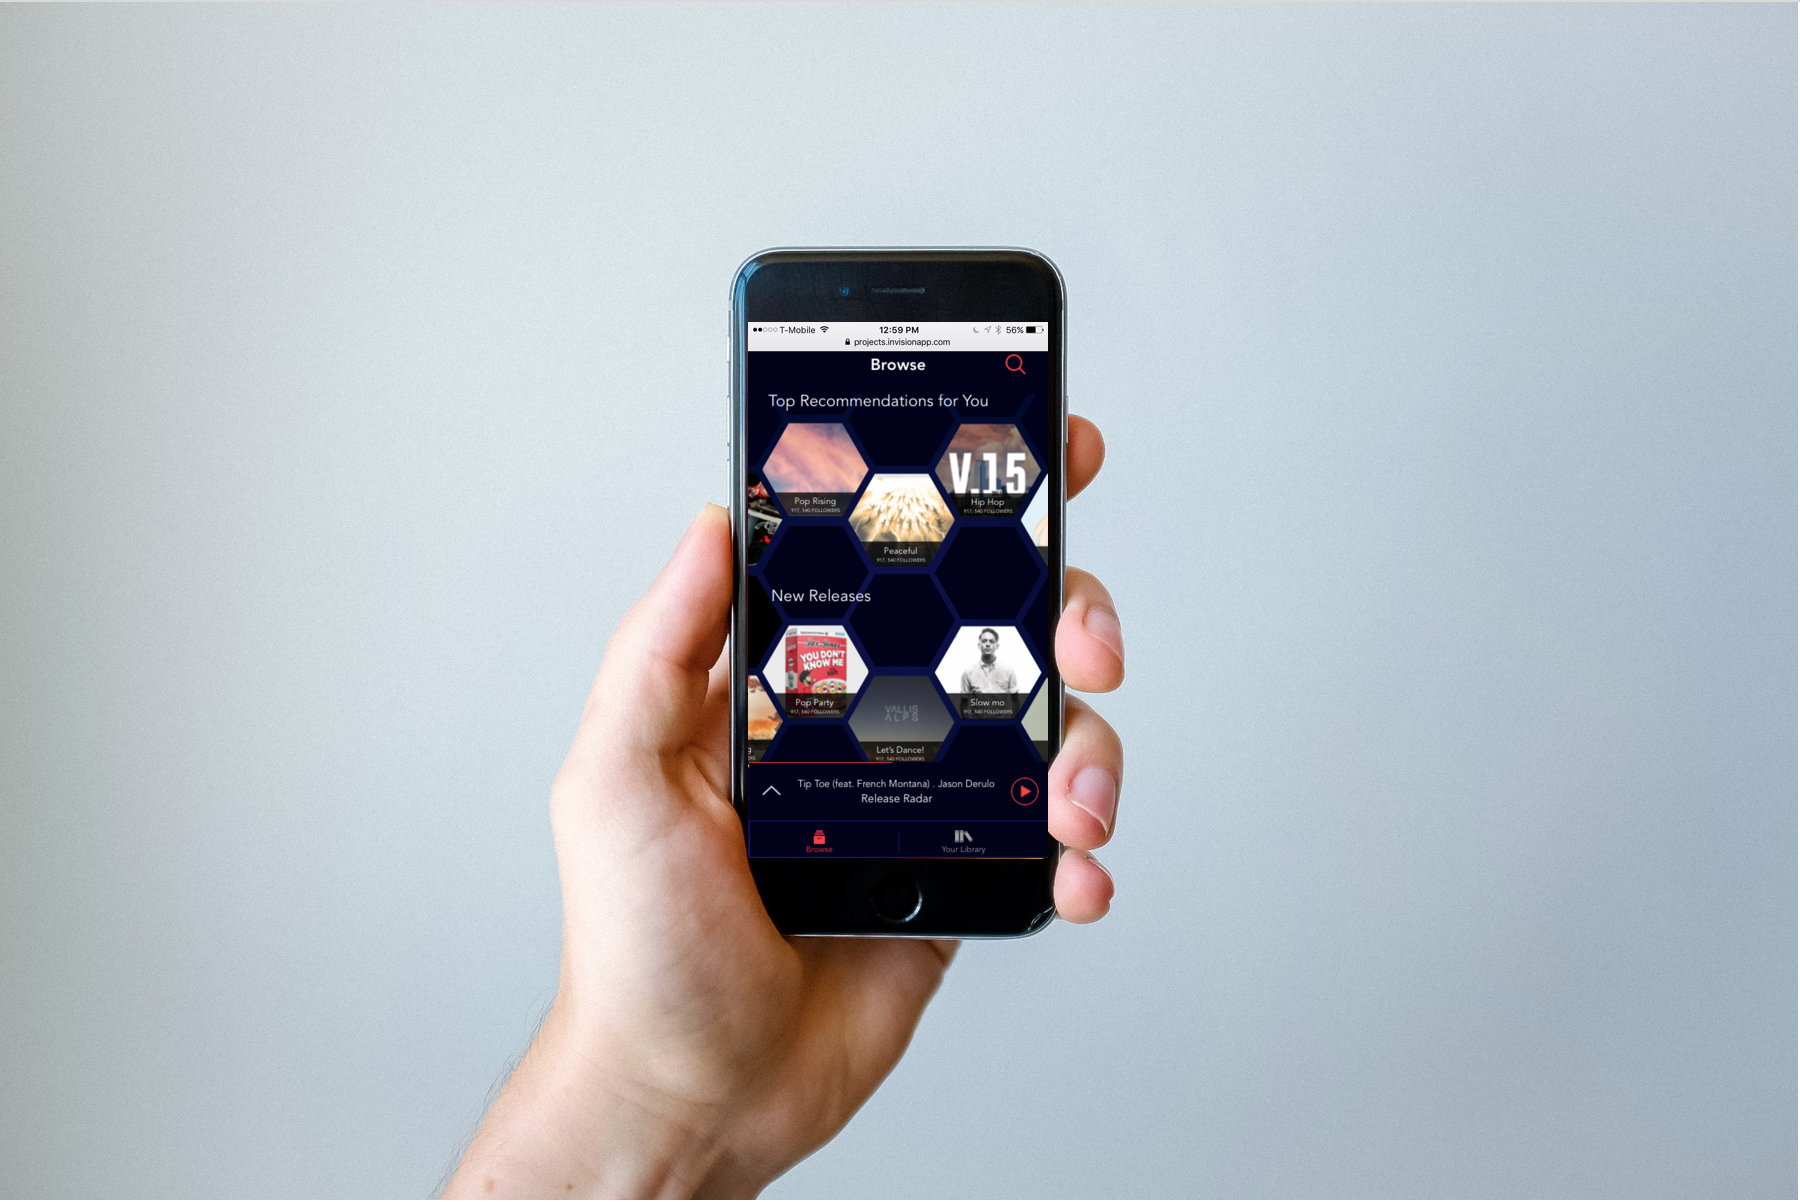 T-Mobile 12:59 PM 56%
projects.invisionapp.com
Browse
Top Recommendations for You
V.15
Pop Rising
917, 540 FOLLOWERS
Hip Hop
917, 540 FOLLOWERS
Peaceful
917, 540 FOLLOWERS
New Releases
YOU DON'T
KNOW ME
Pop Party
917, 540 FOLLOWERS
Slow mo
917, 540 FOLLOWERS
VALLIS
ALPS
Let's Dance!
917, 540 FOLLOWERS
Tip Toe (feat. French Montana) . Jason Derulo
Release Radar
Browse
Your Library